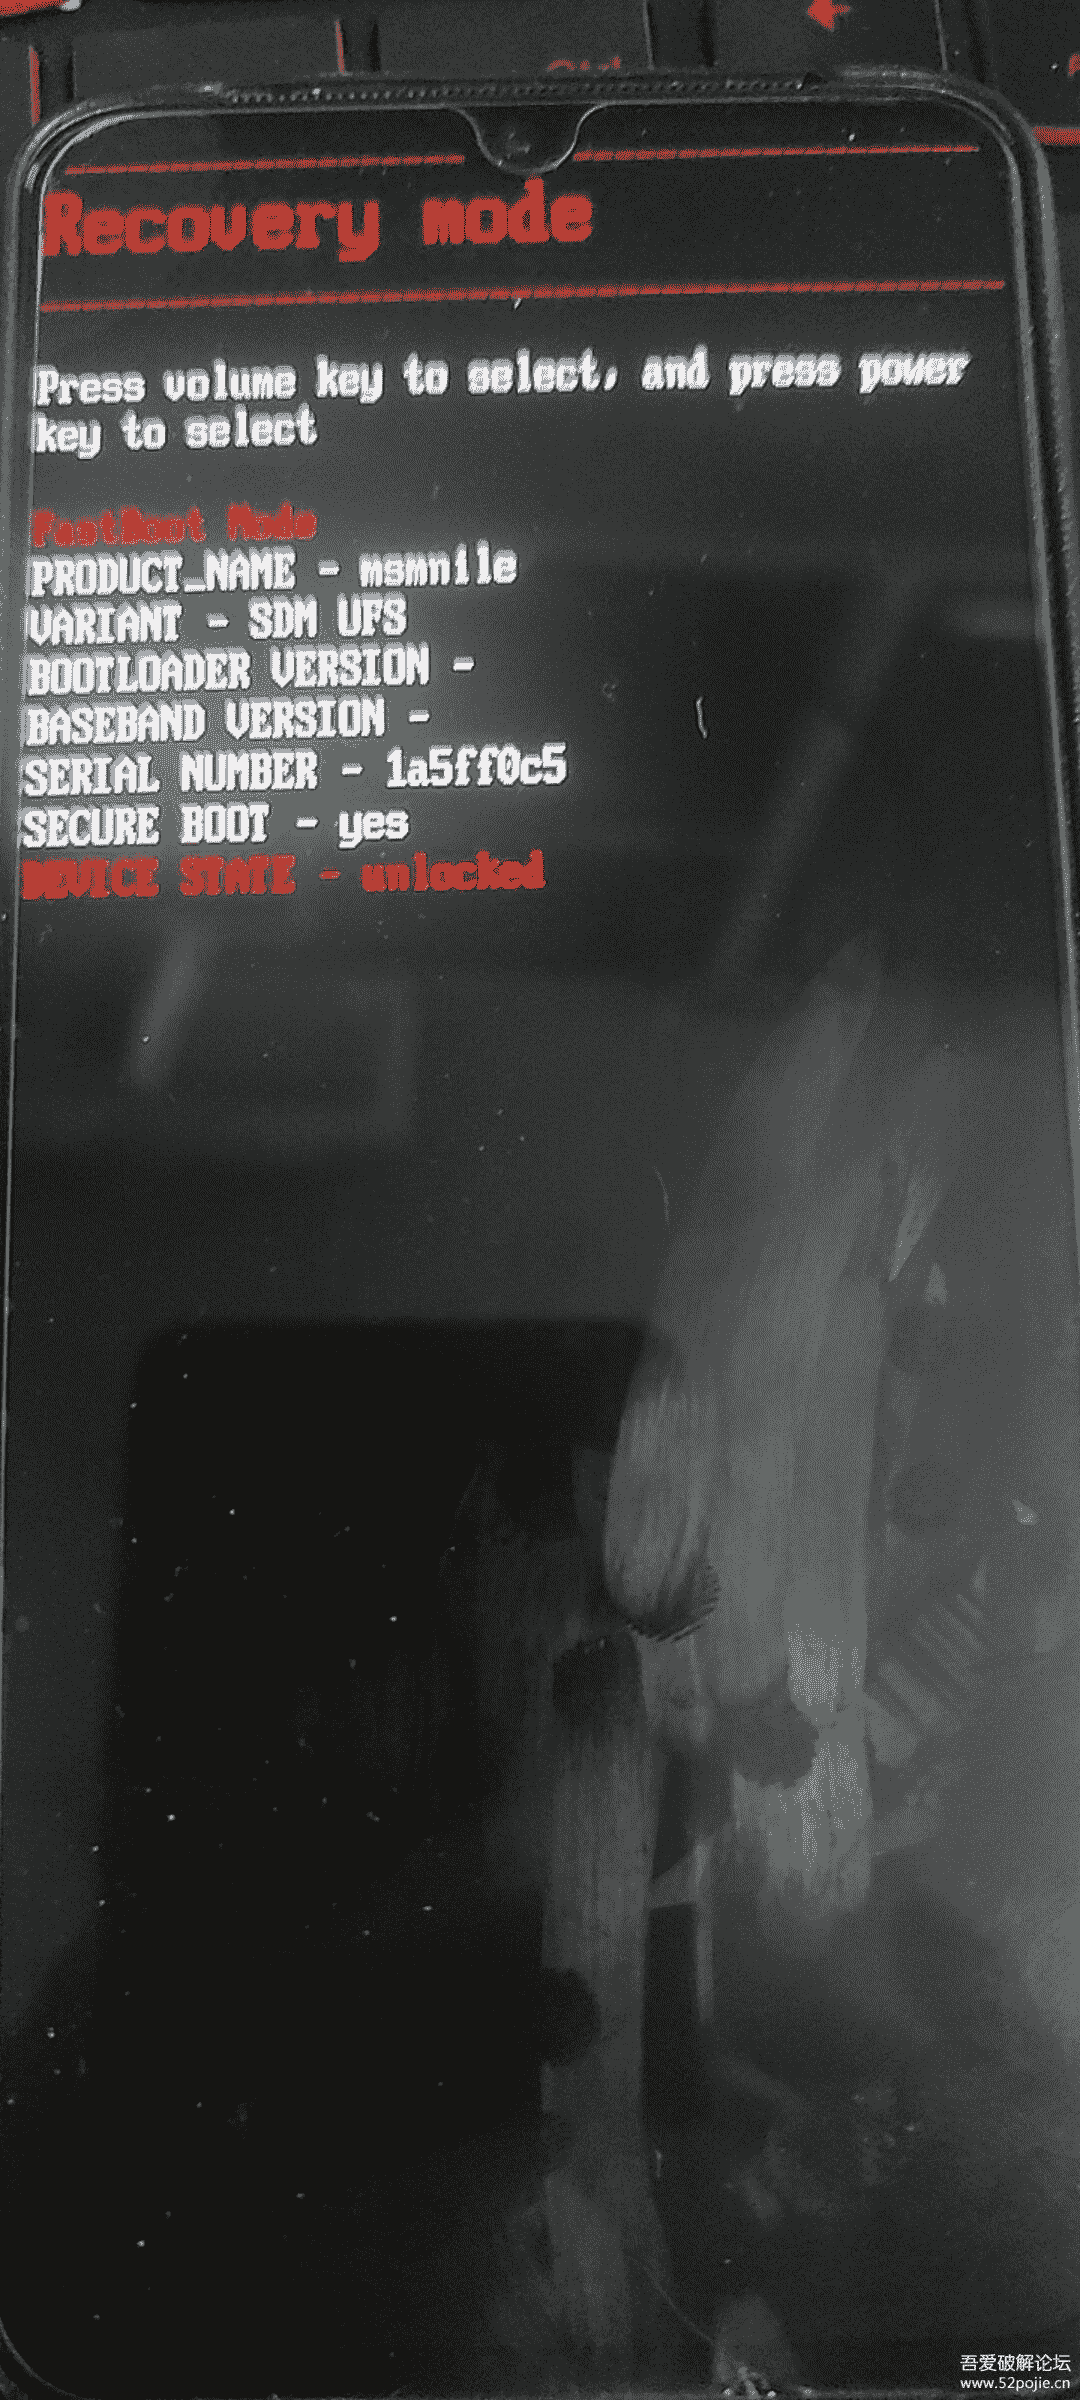 Recovery mode
Press volume key to select, and press power
key to select
FastBoot Mode
PRODUCT_NAME - msmnile
VARIANT - SDM UFS
BOOTLOADER VERSION -
BASEBAND VERSION -
SERIAL NUMBER - 1a5ff0c5
SECURE BOOT - yes
DEVICE STATE - unlocked
吾爱破解论坛
www.52pojie.cn